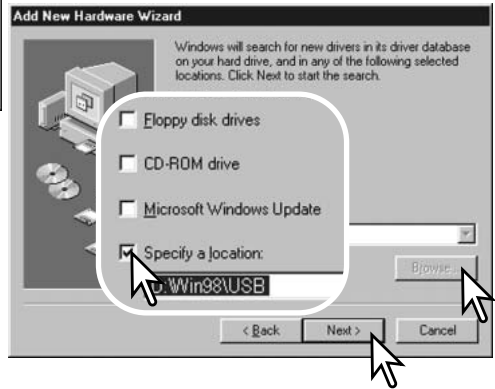 Add New Hardware Wizard
Windows will search for new drivers in its driver database
on your hard drive, and in any of the following selected
locations. Click Next to start the search.
Floppy disk drives
CD-ROM drive
Microsoft Windows Update
Specify a location:
:\Win98\USB
Browse...
< Back
Next >
Cancel